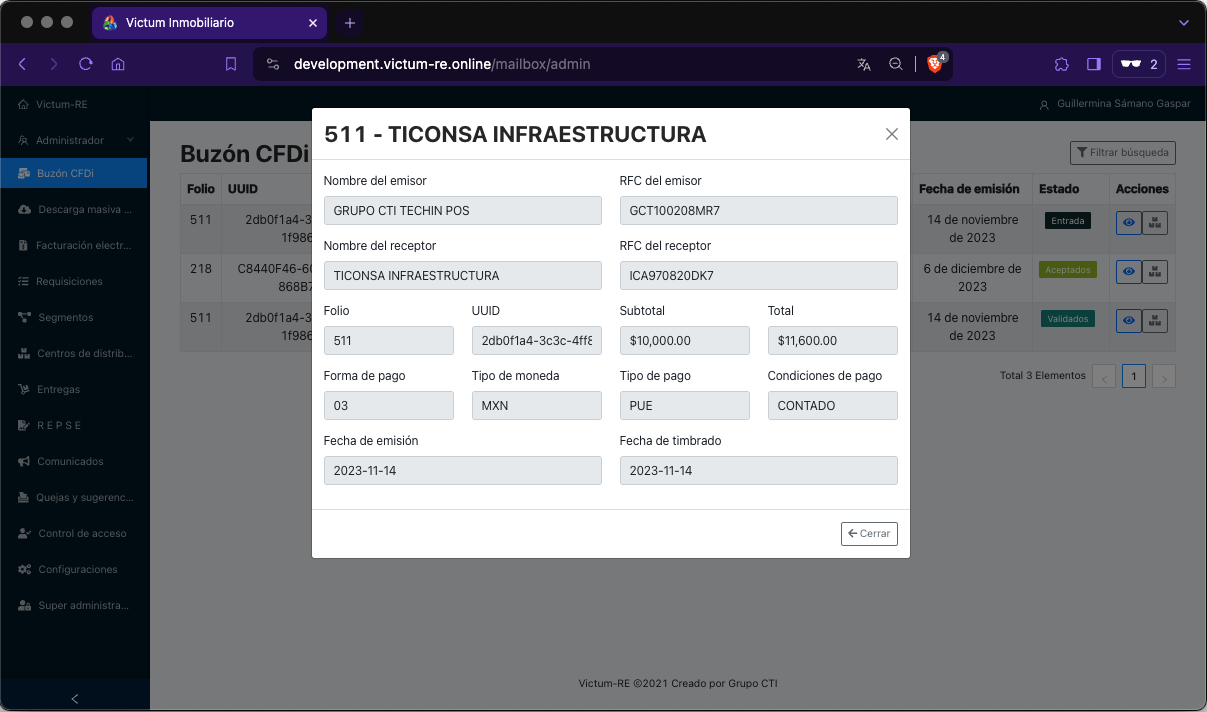 Victum Inmobiliario
development.victum-re.online/mailbox/admin
4
2
Victum-RE
Guillermina Sámano Gaspar
Administrador
Buzón CFDi
Descarga masiva ...
Facturación electr...
Requisiciones
Segmentos
Centros de distrib...
Entregas
R E P S E
Comunicados
Quejas y sugerenc...
Control de acceso
Configuraciones
Super administra...
Buzón CFDi
Filtrar búsqueda
Folio UUID Fecha de emisión Estado Acciones
511 2db0f1a4-3 14 de noviembre Entrada
1f986 de 2023
218 C8440F46-60 6 de diciembre de Aceptados
868B7 2023
511 2db0f1a4-3 14 de noviembre Validados
1f986 de 2023
Total 3 Elementos 1
511 - TICONSA INFRAESTRUCTURA
Nombre del emisor RFC del emisor
GRUPO CTI TECHIN POS GCT100208MR7
Nombre del receptor RFC del receptor
TICONSA INFRAESTRUCTURA ICA970820DK7
Folio UUID Subtotal Total
511 2db0f1a4-3c3c-4ff8 $10,000.00 $11,600.00
Forma de pago Tipo de moneda Tipo de pago Condiciones de pago
03 MXN PUE CONTADO
Fecha de emisión Fecha de timbrado
2023-11-14 2023-11-14
Cerrar
Victum-RE ©2021 Creado por Grupo CTI